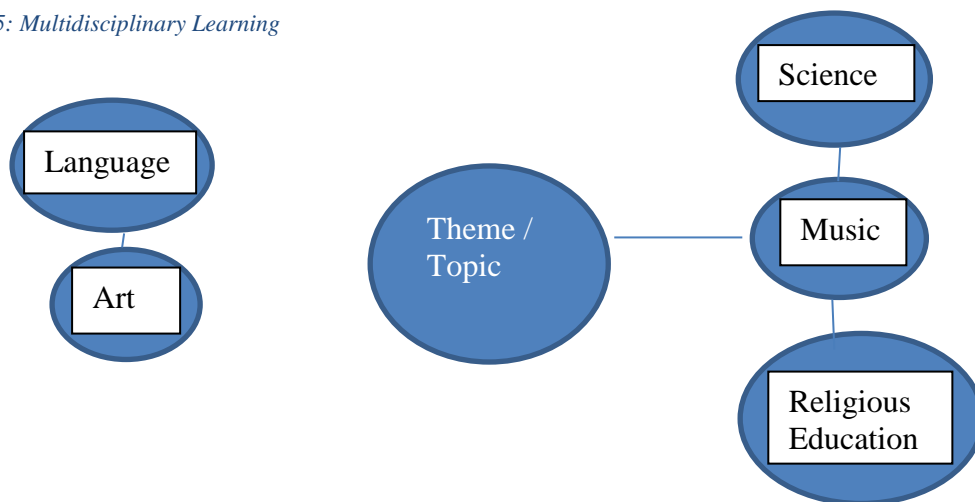 5: Multidisciplinary Learning
Science
Language
Music
Theme /
Topic
Art
Religious
Education